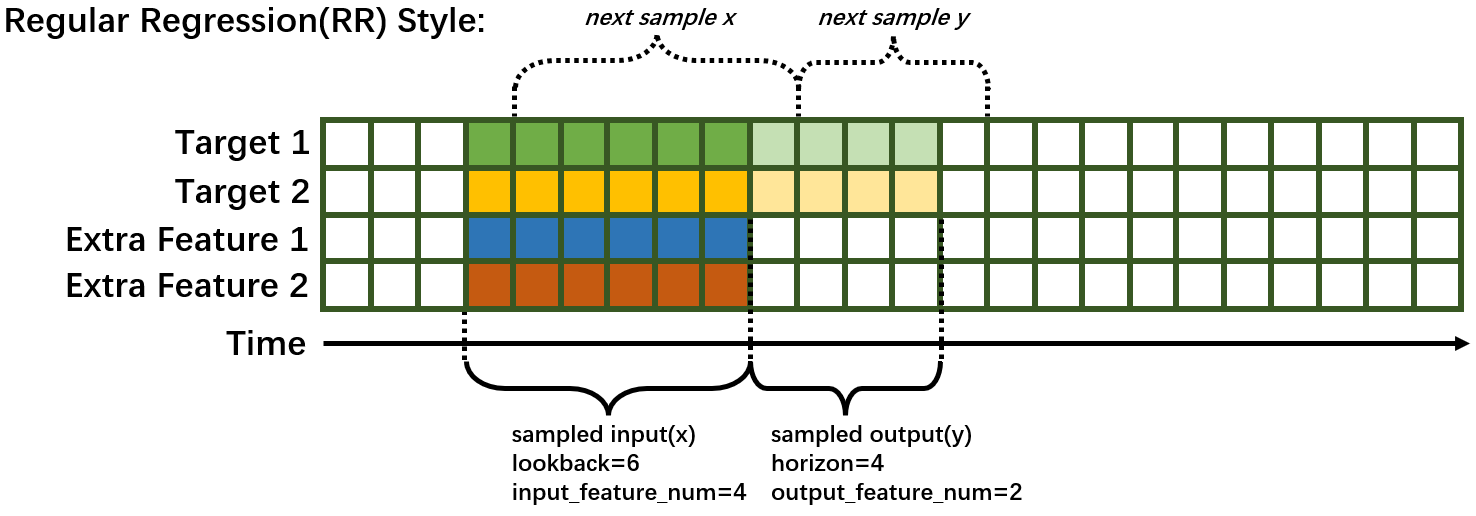 Regular Regression(RR) Style:
next sample x
next sample y
Target 1
Target 2
Extra Feature 1
Extra Feature 2
Time
sampled input(x)
lookback=6
input_feature_num=4
sampled output(y)
horizon=4
output_feature_num=2